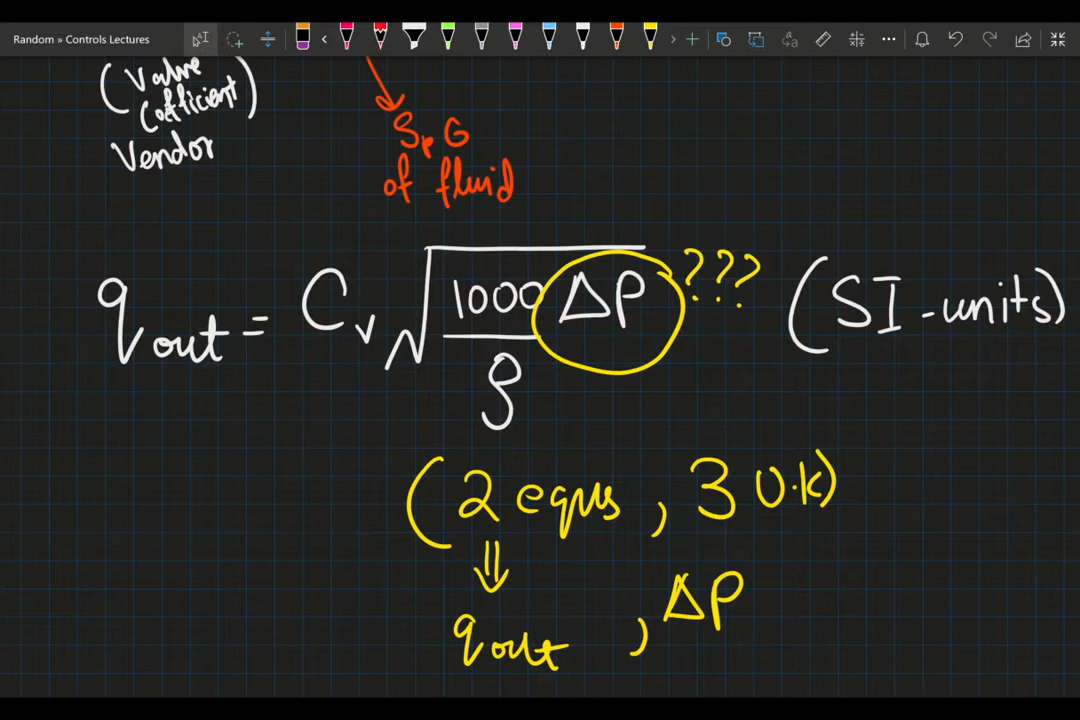 Random » Controls Lectures
(Valve
Coefficient)
Vendor
Sp G
of fluid
qout = Cv √(1000 ΔP / ρ) ??? (SI-units)
(2 eqns, 3 U.K)
⇓
qout , ΔP